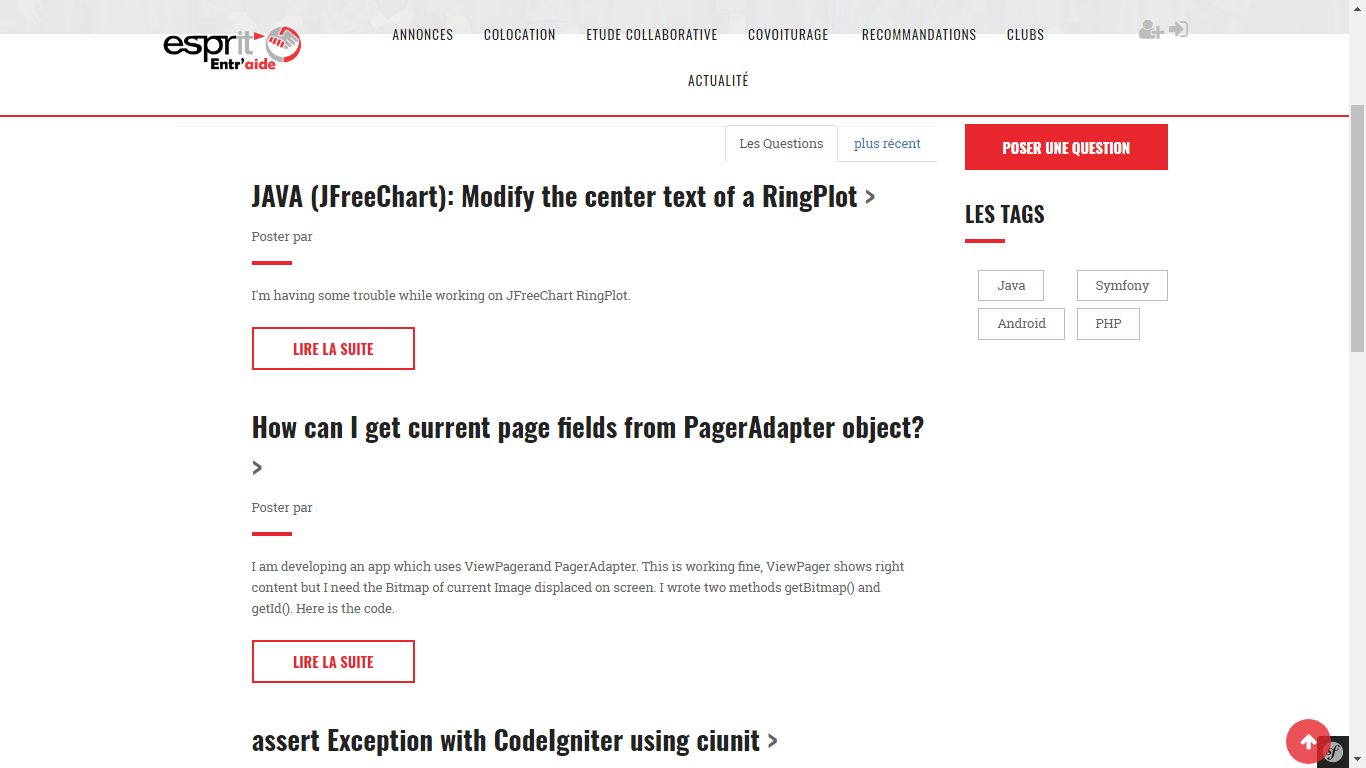 esprit
Entr'aide
ANNONCES COLOCATION ETUDE COLLABORATIVE COVOITURAGE RECOMMANDATIONS CLUBS
ACTUALITÉ
Les Questions plus récent
POSER UNE QUESTION
JAVA (JFreeChart): Modify the center text of a RingPlot >
Poster par
I'm having some trouble while working on JFreeChart RingPlot.
LIRE LA SUITE
How can I get current page fields from PagerAdapter object?
>
Poster par
I am developing an app which uses ViewPagerand PagerAdapter. This is working fine, ViewPager shows right
content but I need the Bitmap of current Image displaced on screen. I wrote two methods getBitmap() and
getId(). Here is the code.
LIRE LA SUITE
assert Exception with CodeIgniter using ciunit >
LES TAGS
Java Symfony
Android PHP
sf